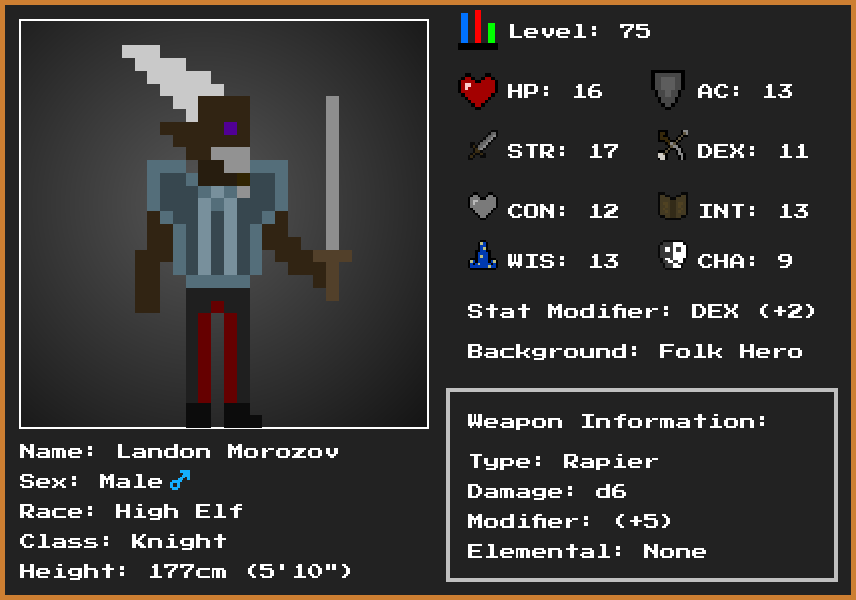 Level: 75
HP: 16
AC: 13
STR: 17
DEX: 11
CON: 12
INT: 13
WIS: 13
CHA: 9
Stat Modifier: DEX (+2)
Background: Folk Hero
Weapon Information:
Type: Rapier
Damage: d6
Modifier: (+5)
Elemental: None
Name: Landon Morozov
Sex: Male♂
Race: High Elf
Class: Knight
Height: 177cm (5'10")